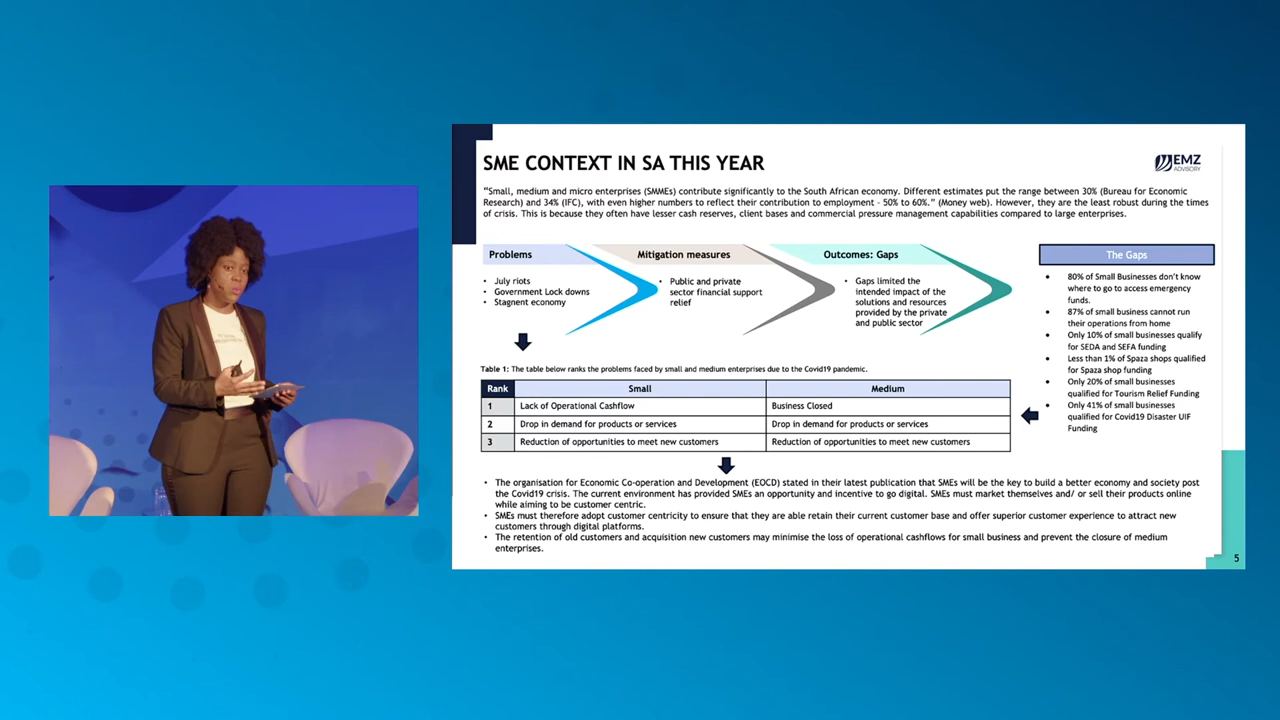 SME CONTEXT IN SA THIS YEAR
EMZ
ADVISORY
"Small, medium and micro enterprises (SMMEs) contribute significantly to the South African economy. Different estimates put the range between 30% (Bureau for Economic
Research) and 34% (IFC), with even higher numbers to reflect their contribution to employment – 50% to 60%." (Money web). However, they are the least robust during the times
of crisis. This is because they often have lesser cash reserves, client bases and commercial pressure management capabilities compared to large enterprises.
Problems
• July riots
• Government Lock downs
• Stagnent economy
Mitigation measures
• Public and private
sector financial support
relief
Outcomes: Gaps
• Gaps limited the
intended impact of the
solutions and resources
provided by the private
and public sector
The Gaps
• 80% of Small Businesses don't know
where to go to access emergency
funds.
• 87% of small business cannot run
their operations from home
• Only 10% of small businesses qualify
for SEDA and SEFA funding
• Less than 1% of Spaza shops qualified
for Spaza shop funding
• Only 20% of small businesses
qualified for Tourism Relief Funding
• Only 41% of small businesses
qualified for Covid19 Disaster UIF
Funding
Table 1: The table below ranks the problems faced by small and medium enterprises due to the Covid19 pandemic.
Rank Small Medium
1 Lack of Operational Cashflow Business Closed
2 Drop in demand for products or services Drop in demand for products or services
3 Reduction of opportunities to meet new customers Reduction of opportunities to meet new customers
• The organisation for Economic Co-operation and Development (EOCD) stated in their latest publication that SMEs will be the key to build a better economy and society post
the Covid19 crisis. The current environment has provided SMEs an opportunity and incentive to go digital. SMEs must market themselves and/ or sell their products online
while aiming to be customer centric.
• SMEs must therefore adopt customer centricity to ensure that they are able retain their current customer base and offer superior customer experience to attract new
customers through digital platforms.
• The retention of old customers and acquisition new customers may minimise the loss of operational cashflows for small business and prevent the closure of medium
enterprises.
5